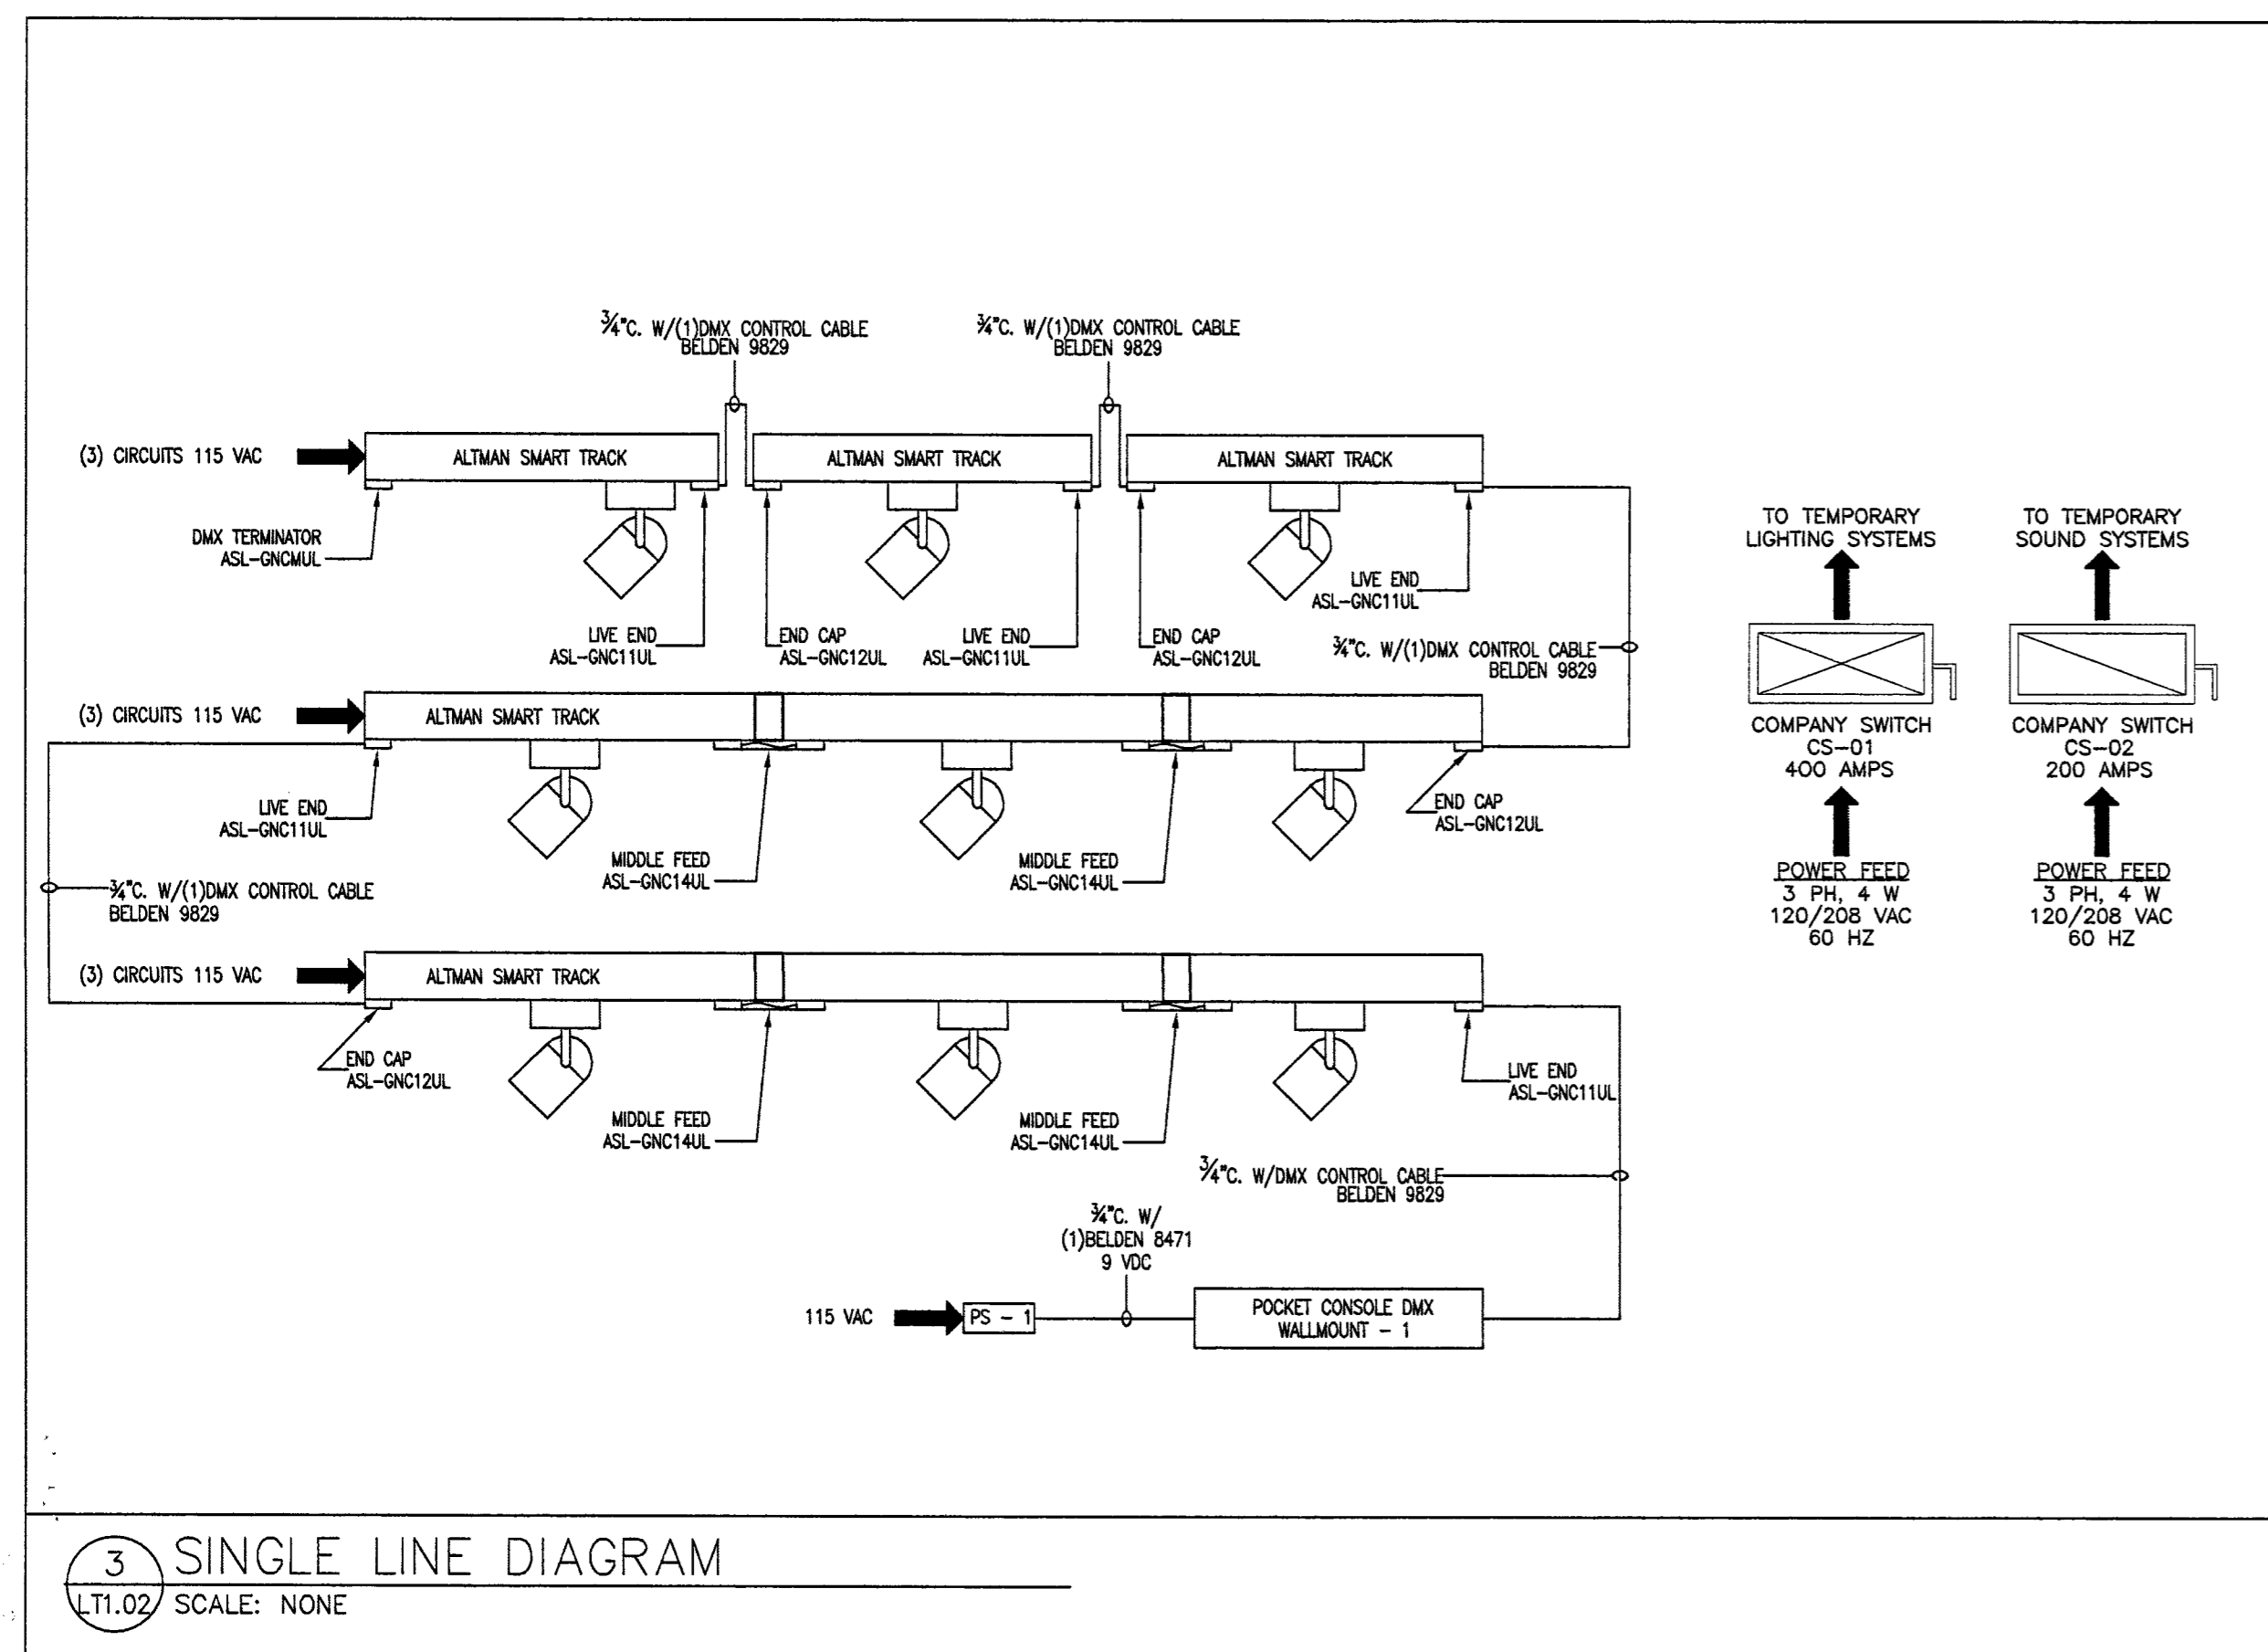 ¾"C. W/(1)DMX CONTROL CABLE
BELDEN 9829
¾"C. W/(1)DMX CONTROL CABLE
BELDEN 9829
(3) CIRCUITS 115 VAC
ALTMAN SMART TRACK
ALTMAN SMART TRACK
ALTMAN SMART TRACK
DMX TERMINATOR
ASL-GNCMUL
LIVE END
ASL-GNC11UL
END CAP
ASL-GNC12UL
LIVE END
ASL-GNC11UL
END CAP
ASL-GNC12UL
LIVE END
ASL-GNC11UL
¾"C. W/(1)DMX CONTROL CABLE
BELDEN 9829
(3) CIRCUITS 115 VAC
ALTMAN SMART TRACK
LIVE END
ASL-GNC11UL
MIDDLE FEED
ASL-GNC14UL
MIDDLE FEED
ASL-GNC14UL
END CAP
ASL-GNC12UL
¾"C. W/(1)DMX CONTROL CABLE
BELDEN 9829
(3) CIRCUITS 115 VAC
ALTMAN SMART TRACK
END CAP
ASL-GNC12UL
MIDDLE FEED
ASL-GNC14UL
MIDDLE FEED
ASL-GNC14UL
LIVE END
ASL-GNC11UL
¾"C. W/DMX CONTROL CABLE
BELDEN 9829
¾"C. W/
(1)BELDEN 8471
9 VDC
115 VAC
PS - 1
POCKET CONSOLE DMX
WALLMOUNT - 1
TO TEMPORARY
LIGHTING SYSTEMS
COMPANY SWITCH
CS-01
400 AMPS
POWER FEED
3 PH, 4 W
120/208 VAC
60 HZ
TO TEMPORARY
SOUND SYSTEMS
COMPANY SWITCH
CS-02
200 AMPS
POWER FEED
3 PH, 4 W
120/208 VAC
60 HZ
3
LT1.02
SINGLE LINE DIAGRAM
SCALE: NONE